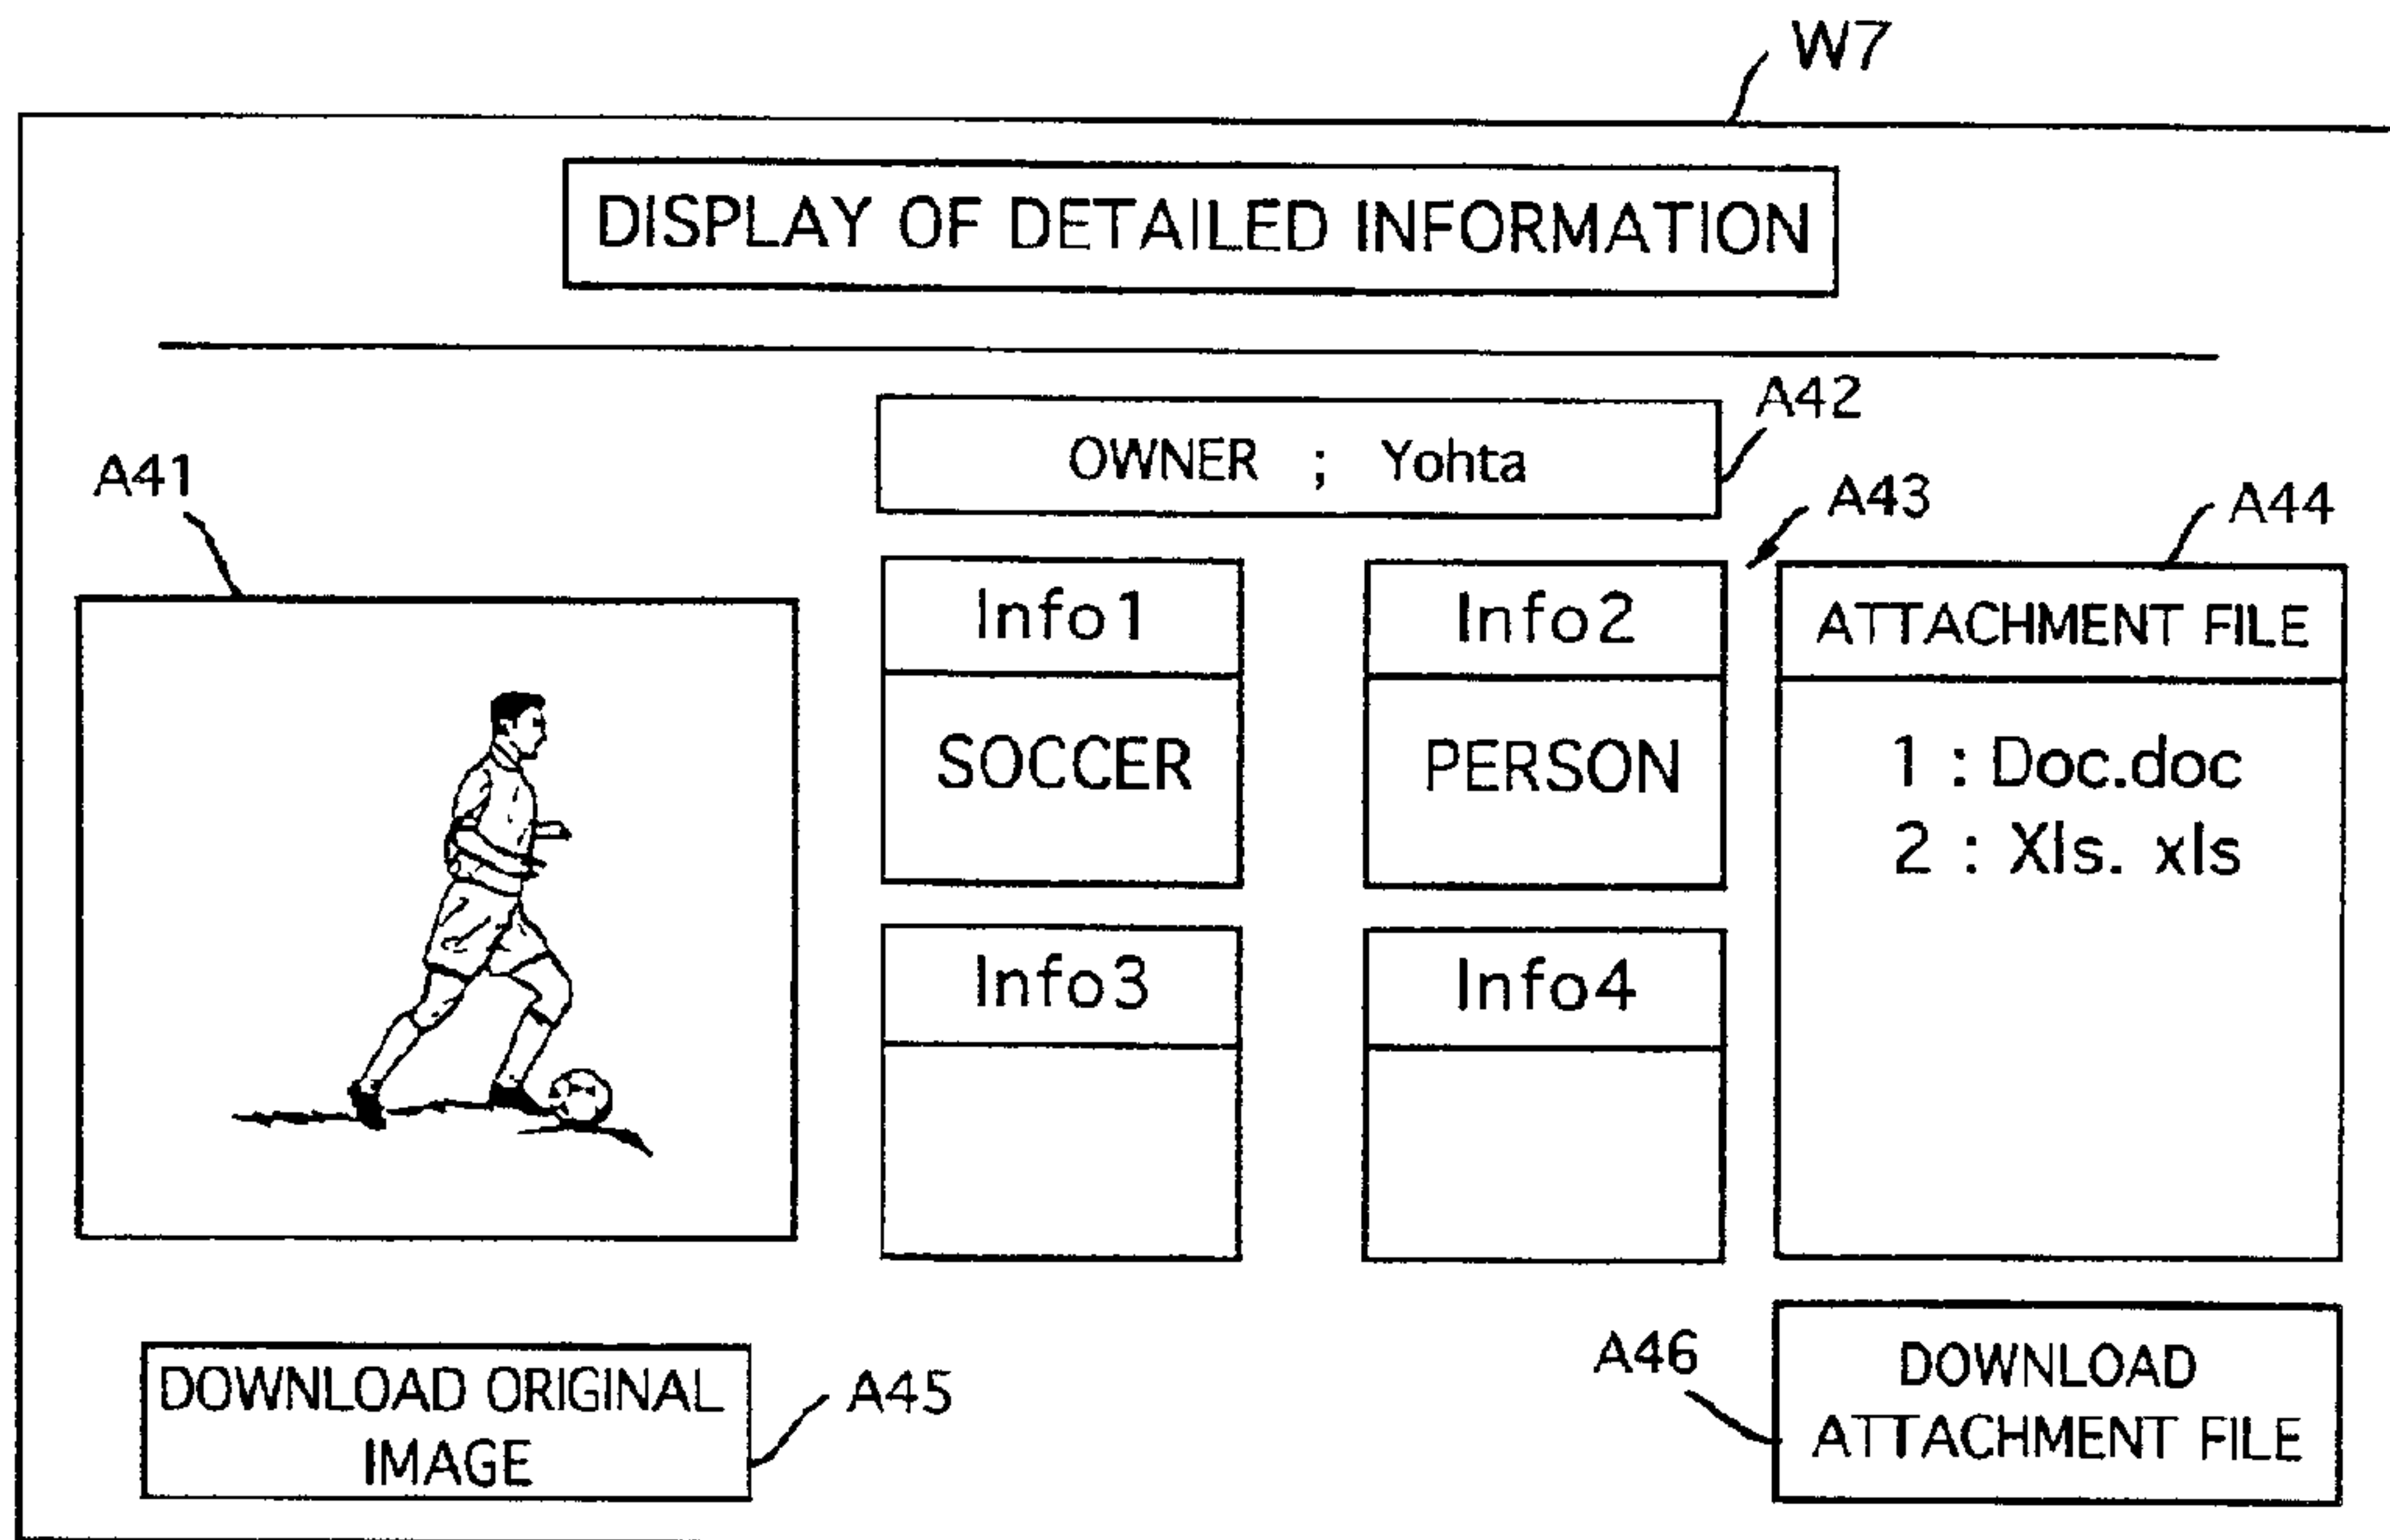 W7
DISPLAY OF DETAILED INFORMATION
A42
OWNER ; Yohta
A41
A43
A44
Info1
Info2
ATTACHMENT FILE
SOCCER
PERSON
1 : Doc.doc
2 : Xls. xls
Info3
Info4
A46
DOWNLOAD ORIGINAL
IMAGE
A45
DOWNLOAD
ATTACHMENT FILE